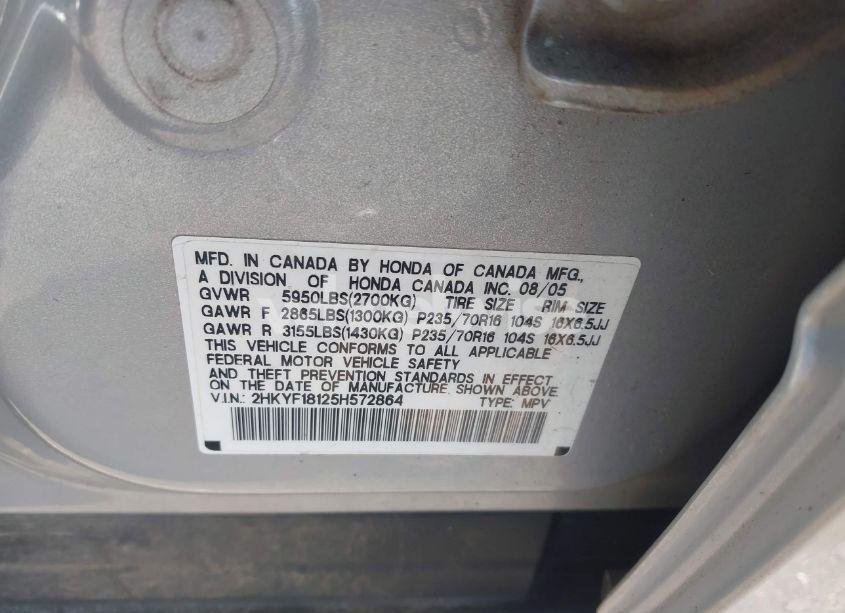 MFD. IN CANADA BY HONDA OF CANADA MFG.,
A DIVISION OF HONDA CANADA INC. 08/05
GVWR 5950LBS(2700KG) TIRE SIZE RIM SIZE
GAWR F 2865LBS(1300KG) P235/70R16 104S 16X6.5JJ
GAWR R 3155LBS(1430KG) P235/70R16 104S 16X6.5JJ
THIS VEHICLE CONFORMS TO ALL APPLICABLE
FEDERAL MOTOR VEHICLE SAFETY
AND THEFT PREVENTION STANDARDS IN EFFECT
ON THE DATE OF MANUFACTURE SHOWN ABOVE.
V.I.N.: 2HKYF18125H572864 TYPE: MPV